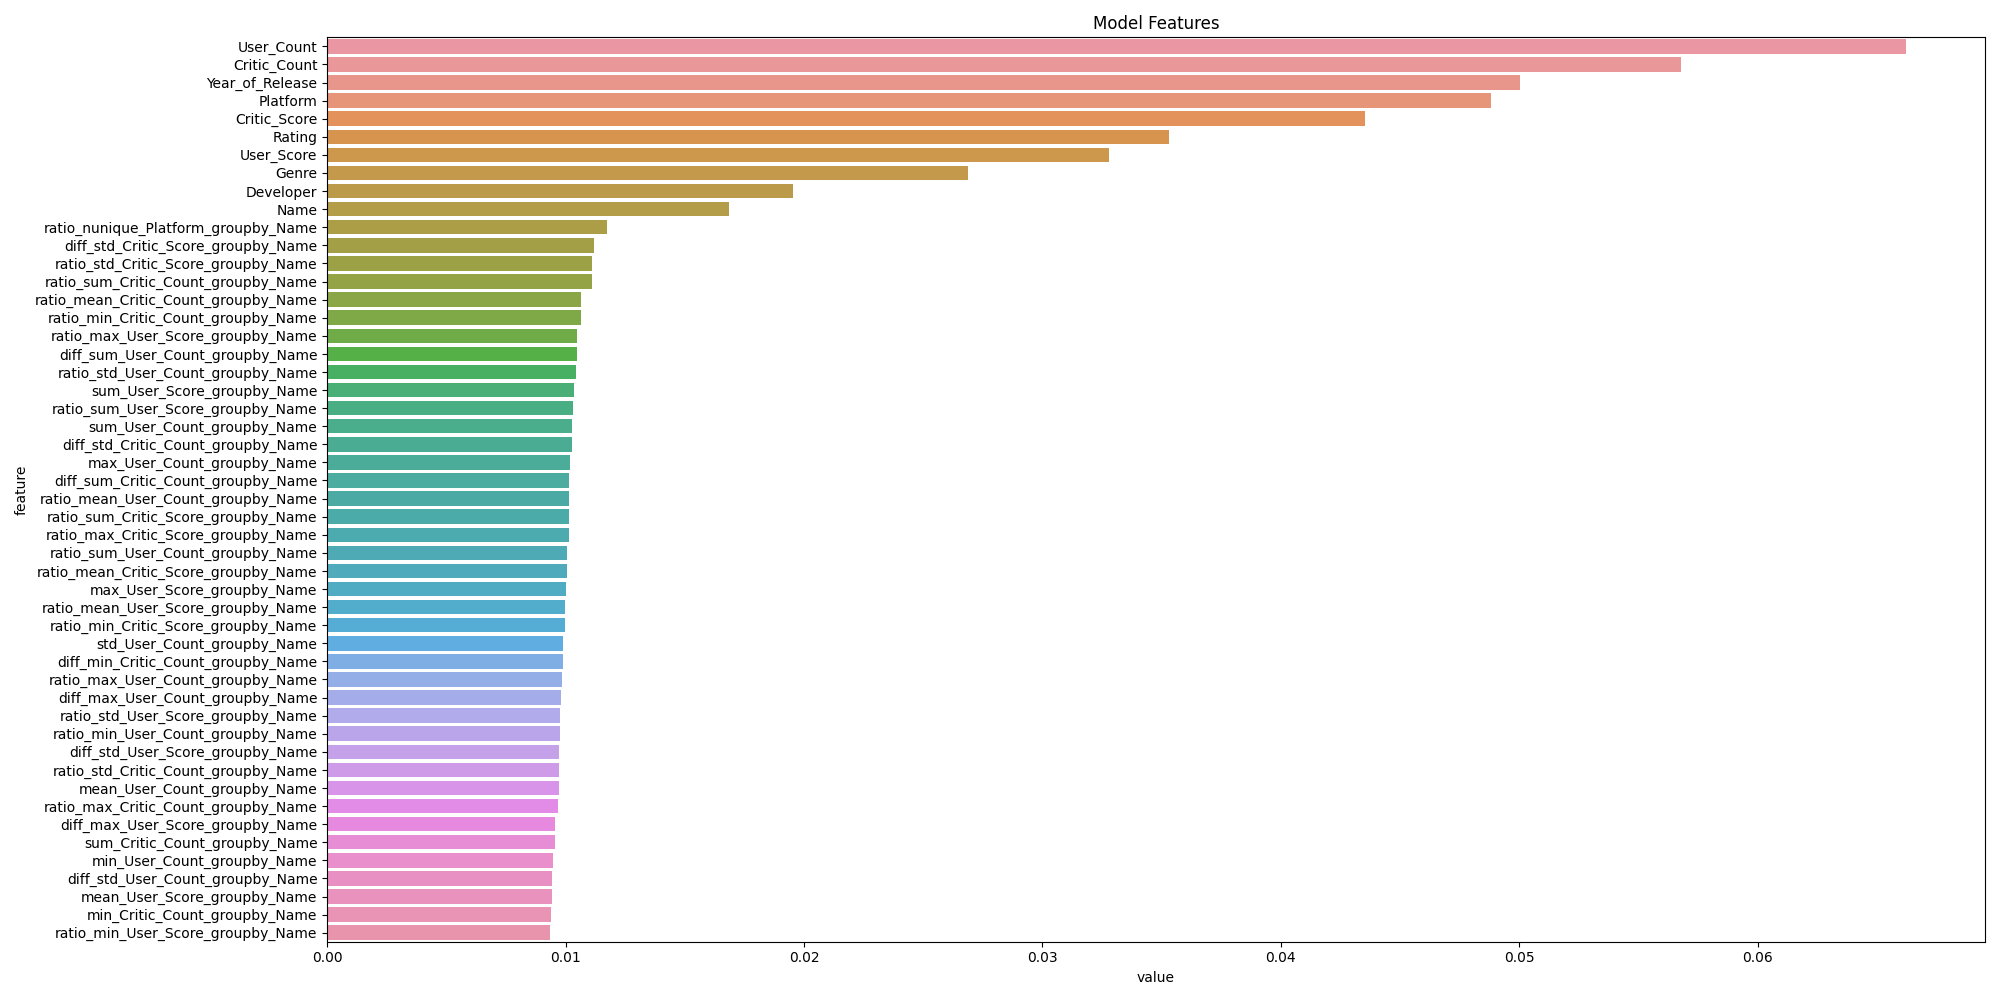 Model Features
User_Count
Critic_Count
Year_of_Release
Platform
Critic_Score
Rating
User_Score
Genre
Developer
Name
ratio_nunique_Platform_groupby_Name
diff_std_Critic_Score_groupby_Name
ratio_std_Critic_Score_groupby_Name
ratio_sum_Critic_Count_groupby_Name
ratio_mean_Critic_Count_groupby_Name
ratio_min_Critic_Count_groupby_Name
ratio_max_User_Score_groupby_Name
diff_sum_User_Count_groupby_Name
ratio_std_User_Count_groupby_Name
sum_User_Score_groupby_Name
ratio_sum_User_Score_groupby_Name
sum_User_Count_groupby_Name
diff_std_Critic_Count_groupby_Name
max_User_Count_groupby_Name
diff_sum_Critic_Count_groupby_Name
ratio_mean_User_Count_groupby_Name
ratio_sum_Critic_Score_groupby_Name
ratio_max_Critic_Score_groupby_Name
ratio_sum_User_Count_groupby_Name
ratio_mean_Critic_Score_groupby_Name
max_User_Score_groupby_Name
ratio_mean_User_Score_groupby_Name
ratio_min_Critic_Score_groupby_Name
std_User_Count_groupby_Name
diff_min_Critic_Count_groupby_Name
ratio_max_User_Count_groupby_Name
diff_max_User_Count_groupby_Name
ratio_std_User_Score_groupby_Name
ratio_min_User_Count_groupby_Name
diff_std_User_Score_groupby_Name
ratio_std_Critic_Count_groupby_Name
mean_User_Count_groupby_Name
ratio_max_Critic_Count_groupby_Name
diff_max_User_Score_groupby_Name
sum_Critic_Count_groupby_Name
min_User_Count_groupby_Name
diff_std_User_Count_groupby_Name
mean_User_Score_groupby_Name
min_Critic_Count_groupby_Name
ratio_min_User_Score_groupby_Name
feature
0.00 0.01 0.02 0.03 0.04 0.05 0.06
value